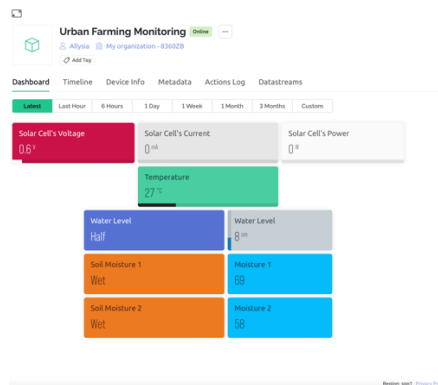 Urban Farming Monitoring Online ...
Allysia My organization - 8360ZB
Add Tag
Dashboard Timeline Device Info Metadata Actions Log Datastreams
Latest Last Hour 6 Hours 1 Day 1 Week 1 Month 3 Months Custom
Solar Cell's Voltage Solar Cell's Current Solar Cell's Power
0.6 V 0 mA 0 W
Temperature
27 °C
Water Level Water Level
Half 8 cm
Soil Moisture 1 Moisture 1
Wet 69
Soil Moisture 2 Moisture 2
Wet 58
Region: sgp1 Privacy P